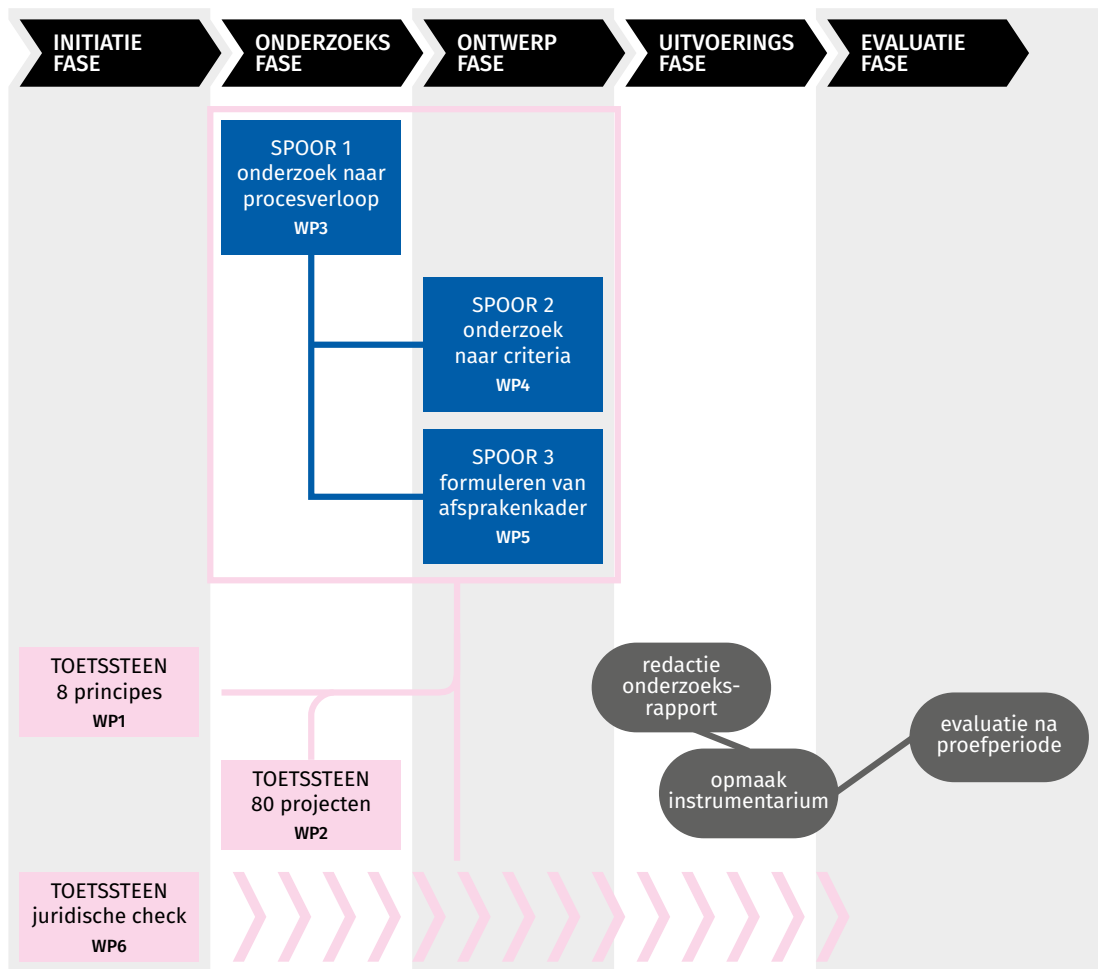 INITIATIE
FASE
ONDERZOEKS
FASE
ONTWERP
FASE
UITVOERINGS
FASE
EVALUATIE
FASE
SPOOR 1
onderzoek naar
procesverloop
WP3
SPOOR 2
onderzoek
naar criteria
WP4
SPOOR 3
formuleren van
afsprakenkader
WP5
TOETSSTEEN
8 principes
WP1
TOETSSTEEN
80 projecten
WP2
redactie
onderzoeks-
rapport
opmaak
instrumentarium
evaluatie na
proefperiode
TOETSSTEEN
juridische check
WP6